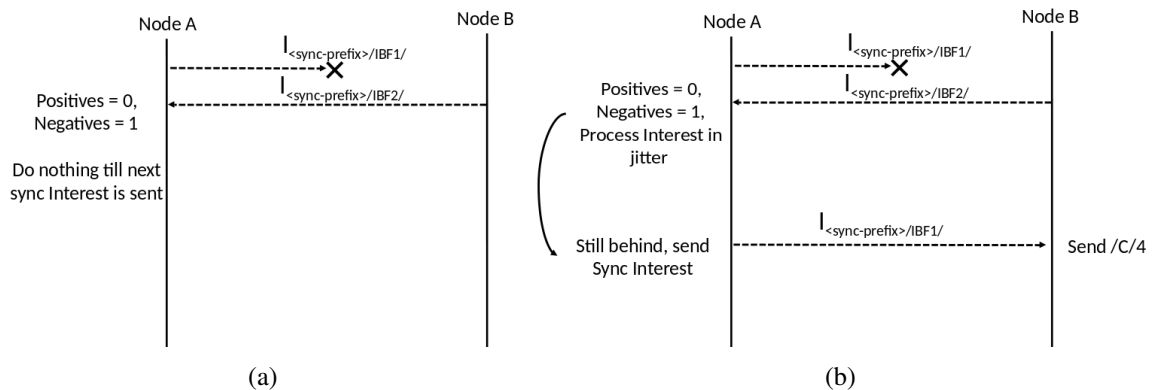 Node A
Node B
I<sync-prefix>/IBF1/
I<sync-prefix>/IBF2/
Positives = 0,
Negatives = 1
Do nothing till next
sync Interest is sent
(a)
Node A
Node B
I<sync-prefix>/IBF1/
I<sync-prefix>/IBF2/
Positives = 0,
Negatives = 1,
Process Interest in
jitter
I<sync-prefix>/IBF1/
Still behind, send
Sync Interest
Send /C/4
(b)